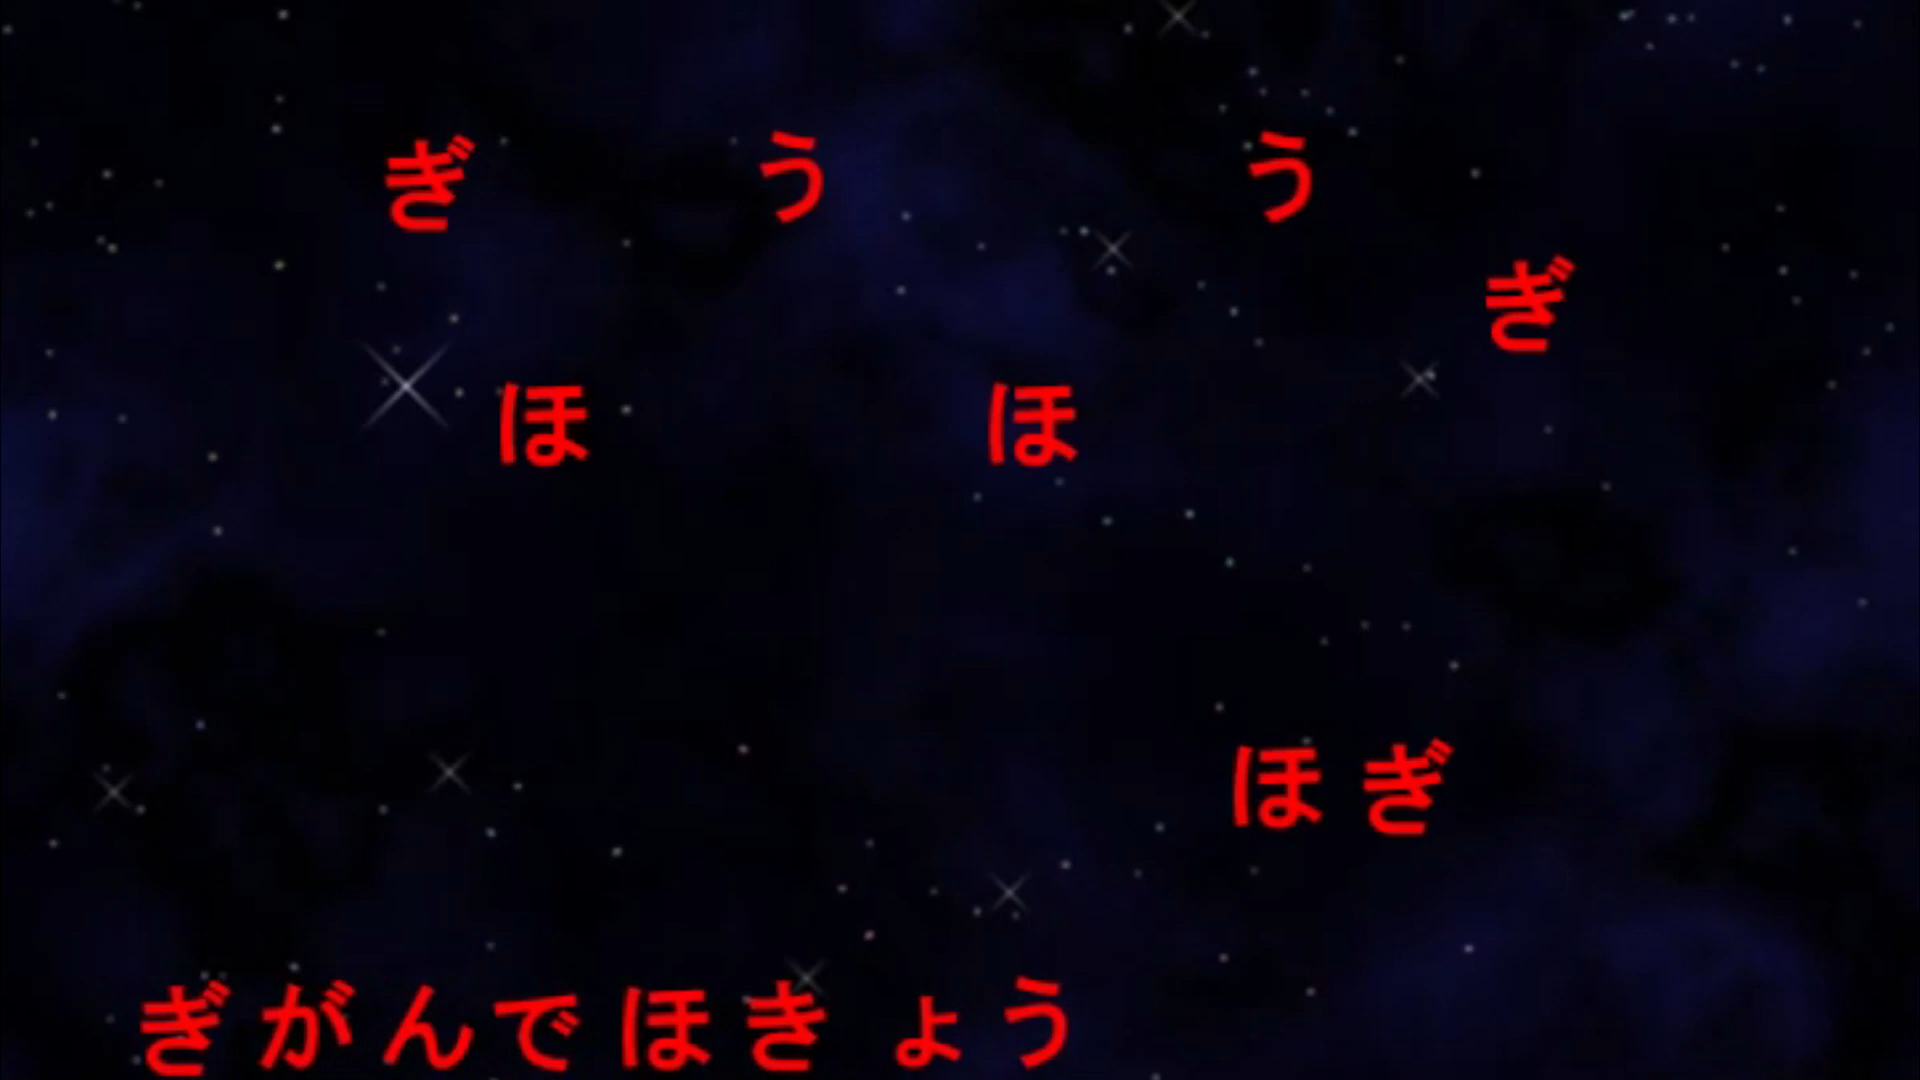 ぎ う う
ぎ
ほ ほ
ほ ぎ
ぎ が ん で ほ き ょ う